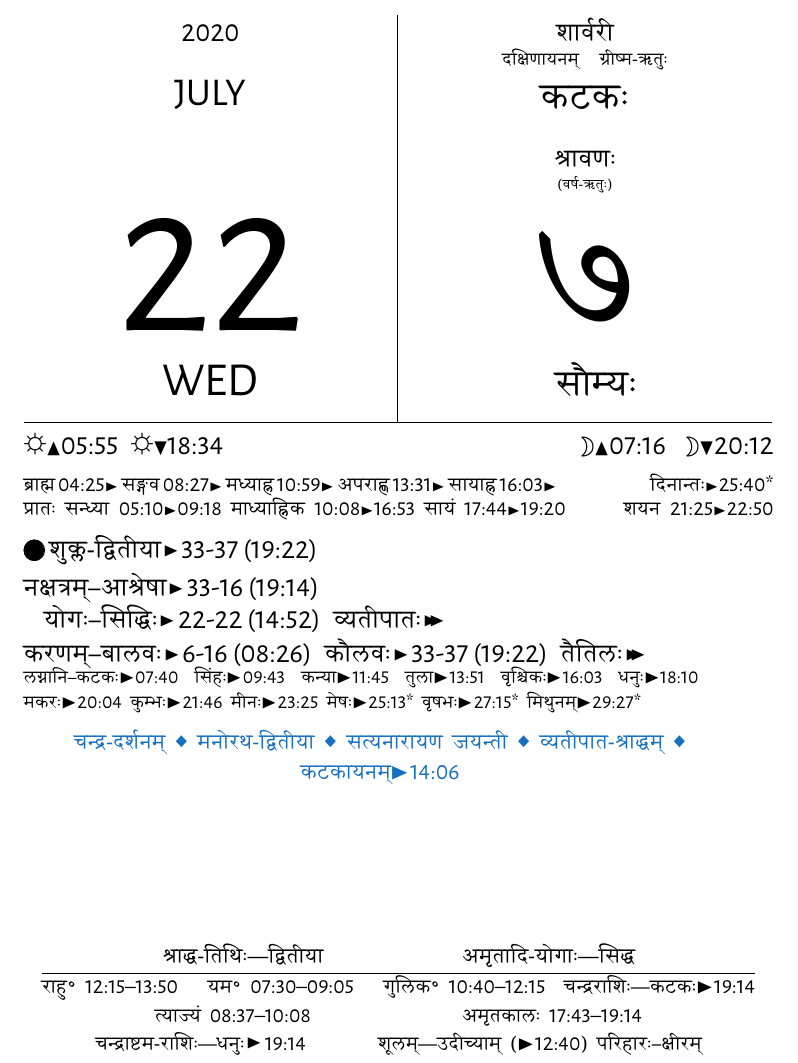 2020
JULY
22
WED
शार्वरी
दक्षिणायनम् ग्रीष्म-ऋतुः
कटकः
श्रावणः
(वर्ष-ऋतुः)
७
सौम्यः
☼▲05:55 ☼▼18:34 ☽▲07:16 ☽▼20:12
ब्राह्म 04:25► सङ्गव 08:27► मध्याह्न 10:59► अपराह्ण 13:31► सायाह्न 16:03► दिनान्तः►25:40*
प्रातः सन्ध्या 05:10►09:18 माध्याह्निक 10:08►16:53 सायं 17:44►19:20 शयन 21:25►22:50
●शुक्ल-द्वितीया►33-37 (19:22)
नक्षत्रम्–आश्रेषा►33-16 (19:14)
योगः–सिद्धिः►22-22 (14:52) व्यतीपातः►►
करणम्–बालवः►6-16 (08:26) कौलवः►33-37 (19:22) तैतिलः►►
लग्नानि–कटकः►07:40 सिंहः►09:43 कन्या►11:45 तुला►13:51 वृश्चिकः►16:03 धनुः►18:10
मकरः►20:04 कुम्भः►21:46 मीनः►23:25 मेषः►25:13* वृषभः►27:15* मिथुनम्►29:27*
चन्द्र-दर्शनम् ◆ मनोरथ-द्वितीया ◆ सत्यनारायण जयन्ती ◆ व्यतीपात-श्राद्धम् ◆
कटकायनम्►14:06
श्राद्ध-तिथिः—द्वितीया अमृतादि-योगाः—सिद्ध
राहु॰ 12:15–13:50 यम॰ 07:30–09:05 गुलिक॰ 10:40–12:15 चन्द्रराशिः—कटकः►19:14
त्याज्यं 08:37–10:08 अमृतकालः 17:43–19:14
चन्द्राष्टम-राशिः—धनुः►19:14 शूलम्—उदीच्याम् (►12:40) परिहारः–क्षीरम्